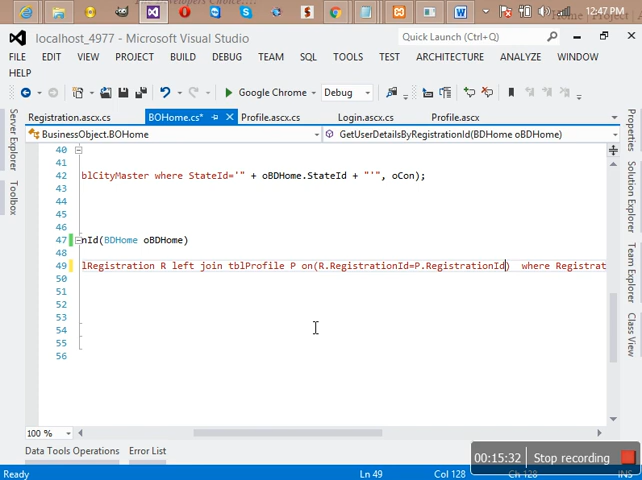 12:47 PM
localhost_4977 - Microsoft Visual Studio
Quick Launch (Ctrl+Q)
FILE EDIT VIEW PROJECT BUILD DEBUG TEAM SQL TOOLS TEST ARCHITECTURE ANALYZE WINDOW
HELP
Google Chrome Debug
Registration.ascx.cs BOHome.cs* Profile.ascx.cs Login.ascx.cs Profile.ascx
BusinessObject.BOHome GetUserDetailsByRegistrationId(BDHome oBDHome)
Server Explorer
Toolbox
Properties
Solution Explorer
Team Explorer
Class View
40
41
42 blCityMaster where StateId='" + oBDHome.StateId + "'", oCon);
43
44
45
46
47 nId(BDHome oBDHome)
48
49 lRegistration R left join tblProfile P on(R.RegistrationId=P.RegistrationId) where Registrat
50
51
52
53
54
55
56
100 %
Data Tools Operations Error List
00:15:32 Stop recording
Ready Ln 49 Col 128 Ch 128 INS